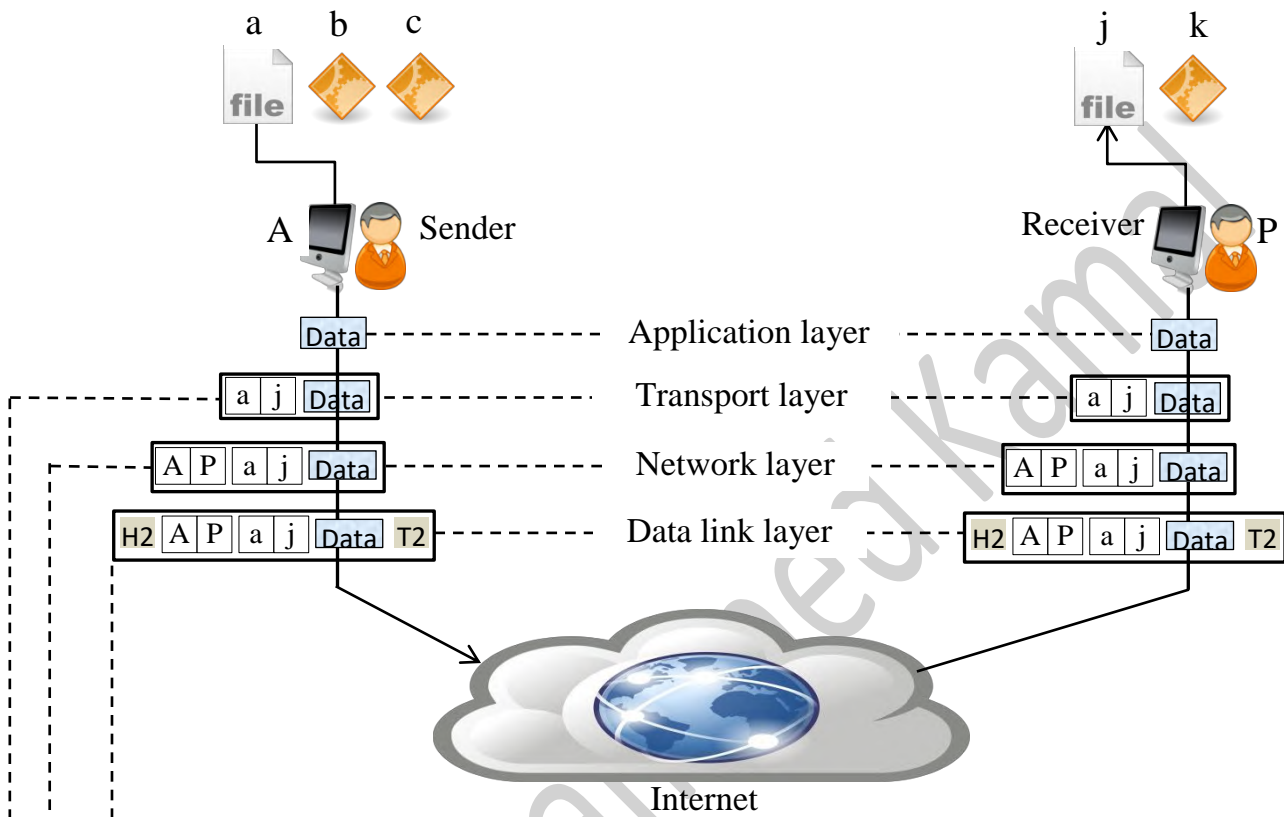 a b c
j k
file
file
A Sender
Receiver P
Data Application layer Data
a j Data Transport layer a j Data
A P a j Data Network layer A P a j Data
H2 A P a j Data T2 Data link layer H2 A P a j Data T2
Internet